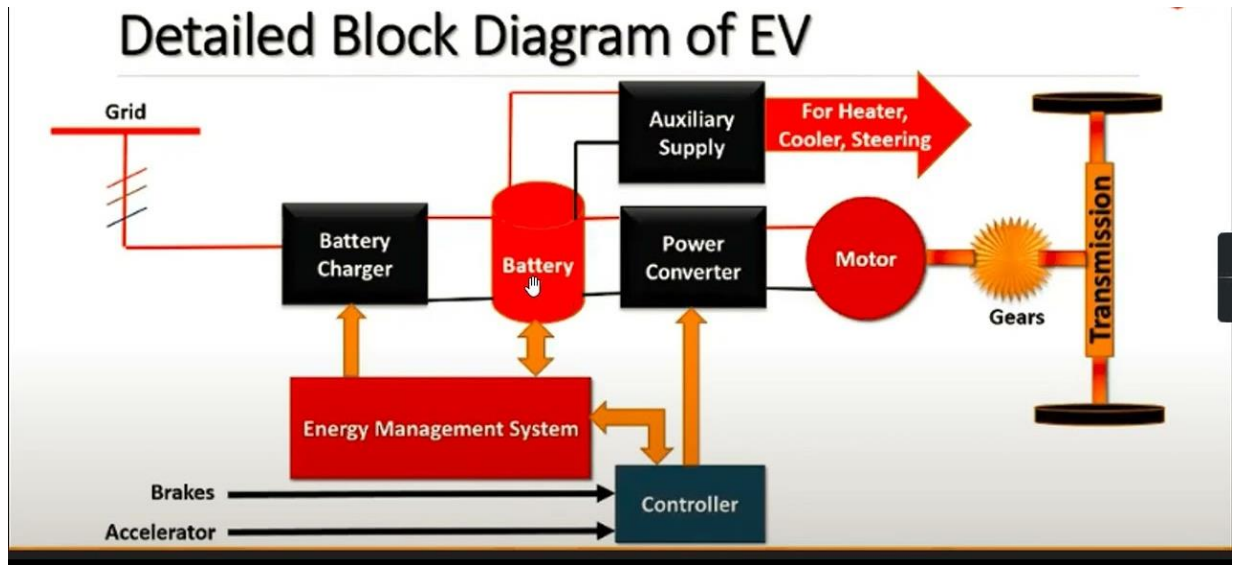 Detailed Block Diagram of EV
Grid
Auxiliary
Supply
For Heater,
Cooler, Steering
Battery
Charger
Battery
Power
Converter
Motor
Gears
Transmission
Energy Management System
Brakes
Accelerator
Controller